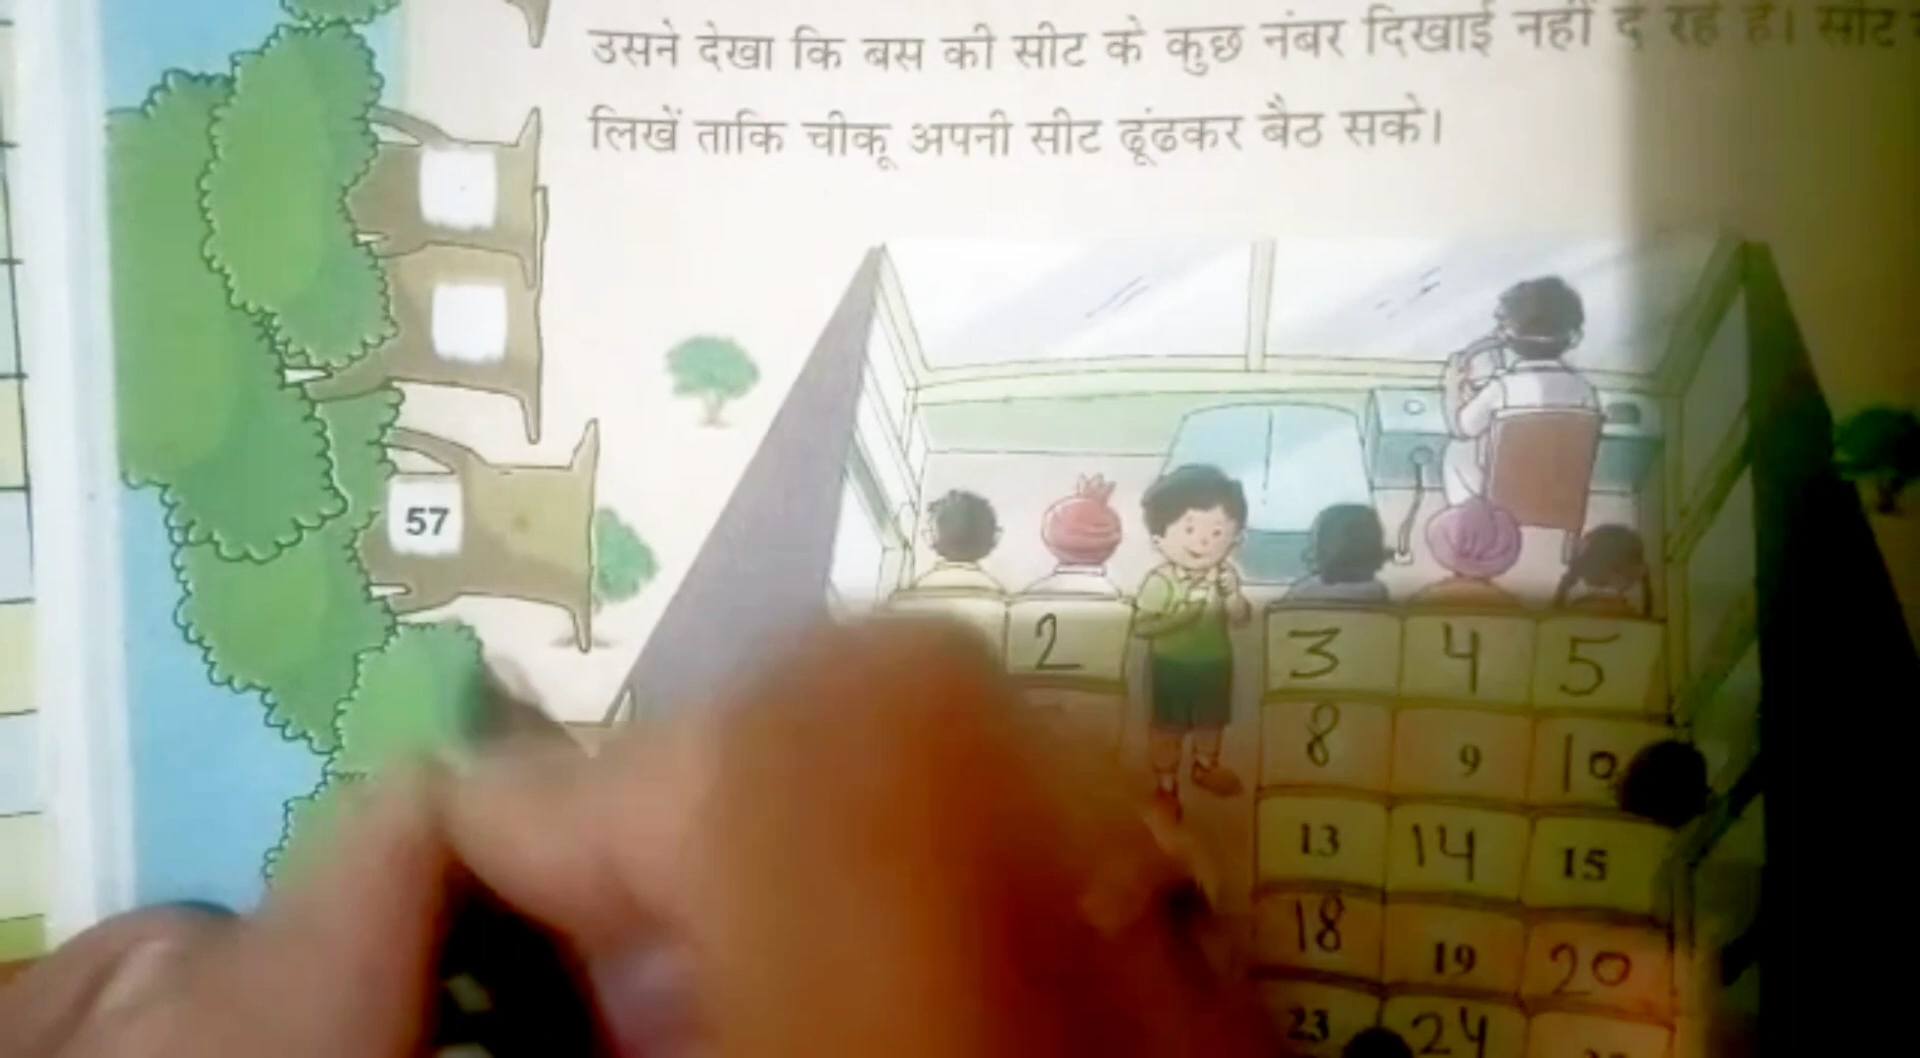 उसने देखा कि बस की सीट के कुछ नंबर दिखाई नहीं दे रहे हैं। सीट
लिखें ताकि चीकू अपनी सीट ढूंढकर बैठ सके।
57
2 3 4 5
8 9 10
13 14 15
18 19 20
23 24